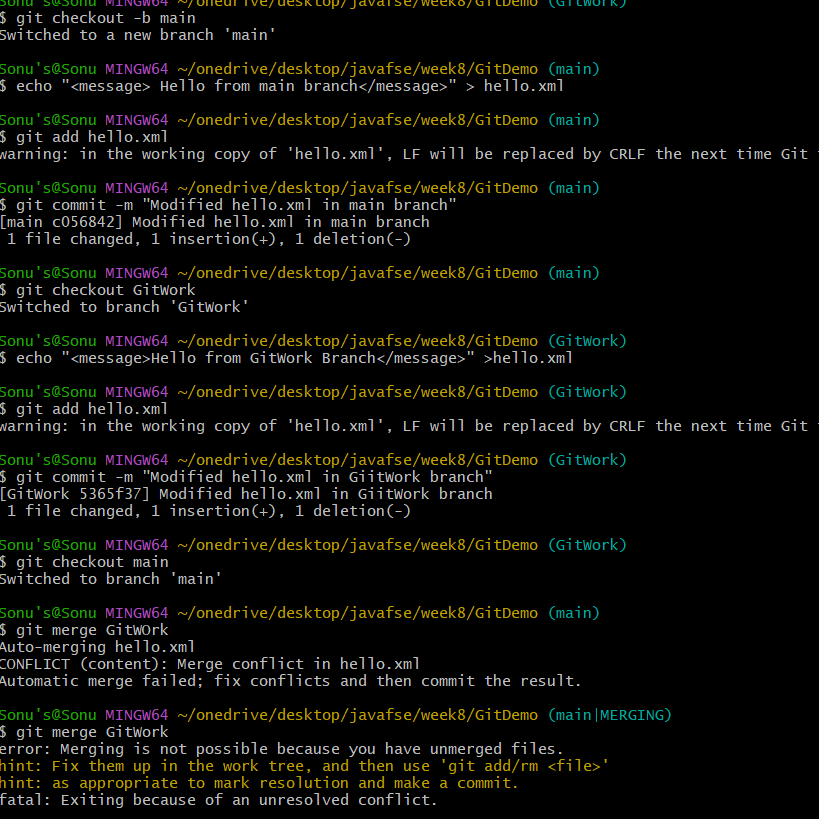 Sonu's@Sonu MINGW64 ~/onedrive/desktop/javafse/week8/GitDemo (GitWork)
$ git checkout -b main
Switched to a new branch 'main'
Sonu's@Sonu MINGW64 ~/onedrive/desktop/javafse/week8/GitDemo (main)
$ echo "<message> Hello from main branch</message>" > hello.xml
Sonu's@Sonu MINGW64 ~/onedrive/desktop/javafse/week8/GitDemo (main)
$ git add hello.xml
warning: in the working copy of 'hello.xml', LF will be replaced by CRLF the next time Git
Sonu's@Sonu MINGW64 ~/onedrive/desktop/javafse/week8/GitDemo (main)
$ git commit -m "Modified hello.xml in main branch"
[main c056842] Modified hello.xml in main branch
 1 file changed, 1 insertion(+), 1 deletion(-)
Sonu's@Sonu MINGW64 ~/onedrive/desktop/javafse/week8/GitDemo (main)
$ git checkout GitWork
Switched to branch 'GitWork'
Sonu's@Sonu MINGW64 ~/onedrive/desktop/javafse/week8/GitDemo (GitWork)
$ echo "<message>Hello from GitWork Branch</message>" >hello.xml
Sonu's@Sonu MINGW64 ~/onedrive/desktop/javafse/week8/GitDemo (GitWork)
$ git add hello.xml
warning: in the working copy of 'hello.xml', LF will be replaced by CRLF the next time Git
Sonu's@Sonu MINGW64 ~/onedrive/desktop/javafse/week8/GitDemo (GitWork)
$ git commit -m "Modified hello.xml in GiitWork branch"
[GitWork 5365f37] Modified hello.xml in GiitWork branch
 1 file changed, 1 insertion(+), 1 deletion(-)
Sonu's@Sonu MINGW64 ~/onedrive/desktop/javafse/week8/GitDemo (GitWork)
$ git checkout main
Switched to branch 'main'
Sonu's@Sonu MINGW64 ~/onedrive/desktop/javafse/week8/GitDemo (main)
$ git merge GitWOrk
Auto-merging hello.xml
CONFLICT (content): Merge conflict in hello.xml
Automatic merge failed; fix conflicts and then commit the result.
Sonu's@Sonu MINGW64 ~/onedrive/desktop/javafse/week8/GitDemo (main|MERGING)
$ git merge GitWork
error: Merging is not possible because you have unmerged files.
hint: Fix them up in the work tree, and then use 'git add/rm <file>'
hint: as appropriate to mark resolution and make a commit.
fatal: Exiting because of an unresolved conflict.